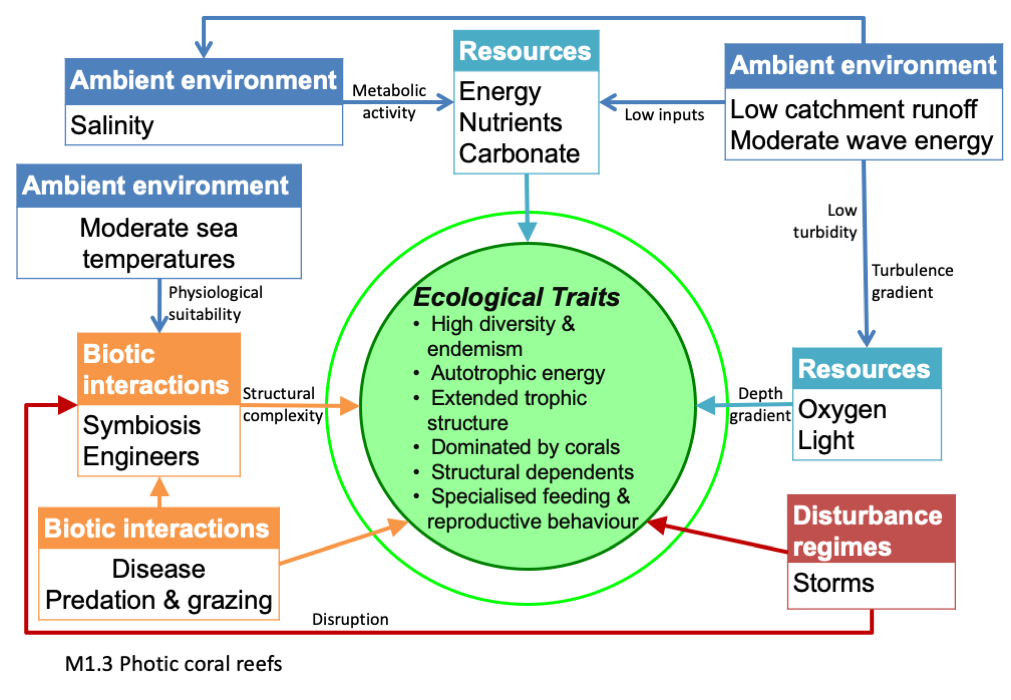 Resources
Energy
Nutrients
Carbonate
Ambient environment
Salinity
Metabolic
activity
Ambient environment
Low catchment runoff
Moderate wave energy
Low inputs
Ambient environment
Moderate sea
temperatures
Physiological
suitability
Low
turbidity
Turbulence
gradient
Biotic
interactions
Symbiosis
Engineers
Structural
complexity
Ecological Traits
• High diversity &
endemism
• Autotrophic energy
• Extended trophic
structure
• Dominated by corals
• Structural dependents
• Specialised feeding &
reproductive behaviour
Depth
gradient
Resources
Oxygen
Light
Biotic interactions
Disease
Predation & grazing
Disturbance
regimes
Storms
Disruption
M1.3 Photic coral reefs